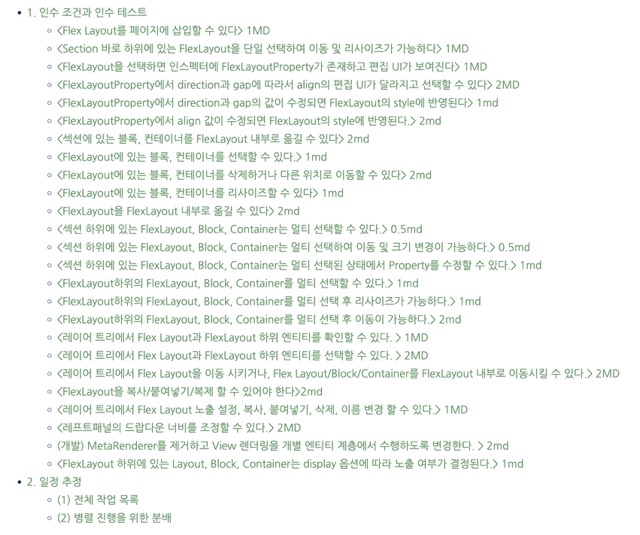 1. 인수 조건과 인수 테스트
<Flex Layout를 페이지에 삽입할 수 있다> 1MD
<Section 바로 하위에 있는 FlexLayout을 단일 선택하여 이동 및 리사이즈가 가능하다> 1MD
<FlexLayout을 선택하면 인스펙터에 FlexLayoutProperty가 존재하고 편집 UI가 보여진다> 1MD
<FlexLayoutProperty에서 direction과 gap에 따라서 align의 편집 UI가 달라지고 선택할 수 있다> 2MD
<FlexLayoutProperty에서 direction과 gap의 값이 수정되면 FlexLayout의 style에 반영된다> 1md
<FlexLayoutProperty에서 align 값이 수정되면 FlexLayout의 style에 반영된다.> 2md
<섹션에 있는 블록, 컨테이너를 FlexLayout 내부로 옮길 수 있다> 2md
<FlexLayout에 있는 블록, 컨테이너를 선택할 수 있다.> 1md
<FlexLayout에 있는 블록, 컨테이너를 삭제하거나 다른 위치로 이동할 수 있다> 2md
<FlexLayout에 있는 블록, 컨테이너를 리사이즈할 수 있다> 1md
<FlexLayout을 FlexLayout 내부로 옮길 수 있다> 2md
<섹션 하위에 있는 FlexLayout, Block, Container는 멀티 선택할 수 있다.> 0.5md
<섹션 하위에 있는 FlexLayout, Block, Container는 멀티 선택하여 이동 및 크기 변경이 가능하다.> 0.5md
<섹션 하위에 있는 FlexLayout, Block, Container는 멀티 선택된 상태에서 Property를 수정할 수 있다.> 1md
<FlexLayout하위의 FlexLayout, Block, Container를 멀티 선택할 수 있다.> 1md
<FlexLayout하위의 FlexLayout, Block, Container를 멀티 선택 후 리사이즈가 가능하다.> 1md
<FlexLayout하위의 FlexLayout, Block, Container를 멀티 선택 후 이동이 가능하다.> 2md
<레이어 트리에서 Flex Layout과 FlexLayout 하위 엔티티를 확인할 수 있다. > 1MD
<레이어 트리에서 Flex Layout과 FlexLayout 하위 엔티티를 선택할 수 있다. > 2MD
<레이어 트리에서 Flex Layout을 이동 시키거나, Flex Layout/Block/Container를 FlexLayout 내부로 이동시킬 수 있다.> 2MD
<FlexLayout을 복사/붙여넣기/복제 할 수 있어야 한다>2md
<레이어 트리에서 Flex Layout 노출 설정, 복사, 붙여넣기, 삭제, 이름 변경 할 수 있다.> 1MD
<레프트패널의 드랍다운 너비를 조정할 수 있다.> 2MD
(개발) MetaRenderer를 제거하고 View 렌더링을 개별 엔티티 계층에서 수행하도록 변경한다. > 2md
<FlexLayout 하위에 있는 Layout, Block, Container는 display 옵션에 따라 노출 여부가 결정된다.> 1md
2. 일정 추정
(1) 전체 작업 목록
(2) 병렬 진행을 위한 분배